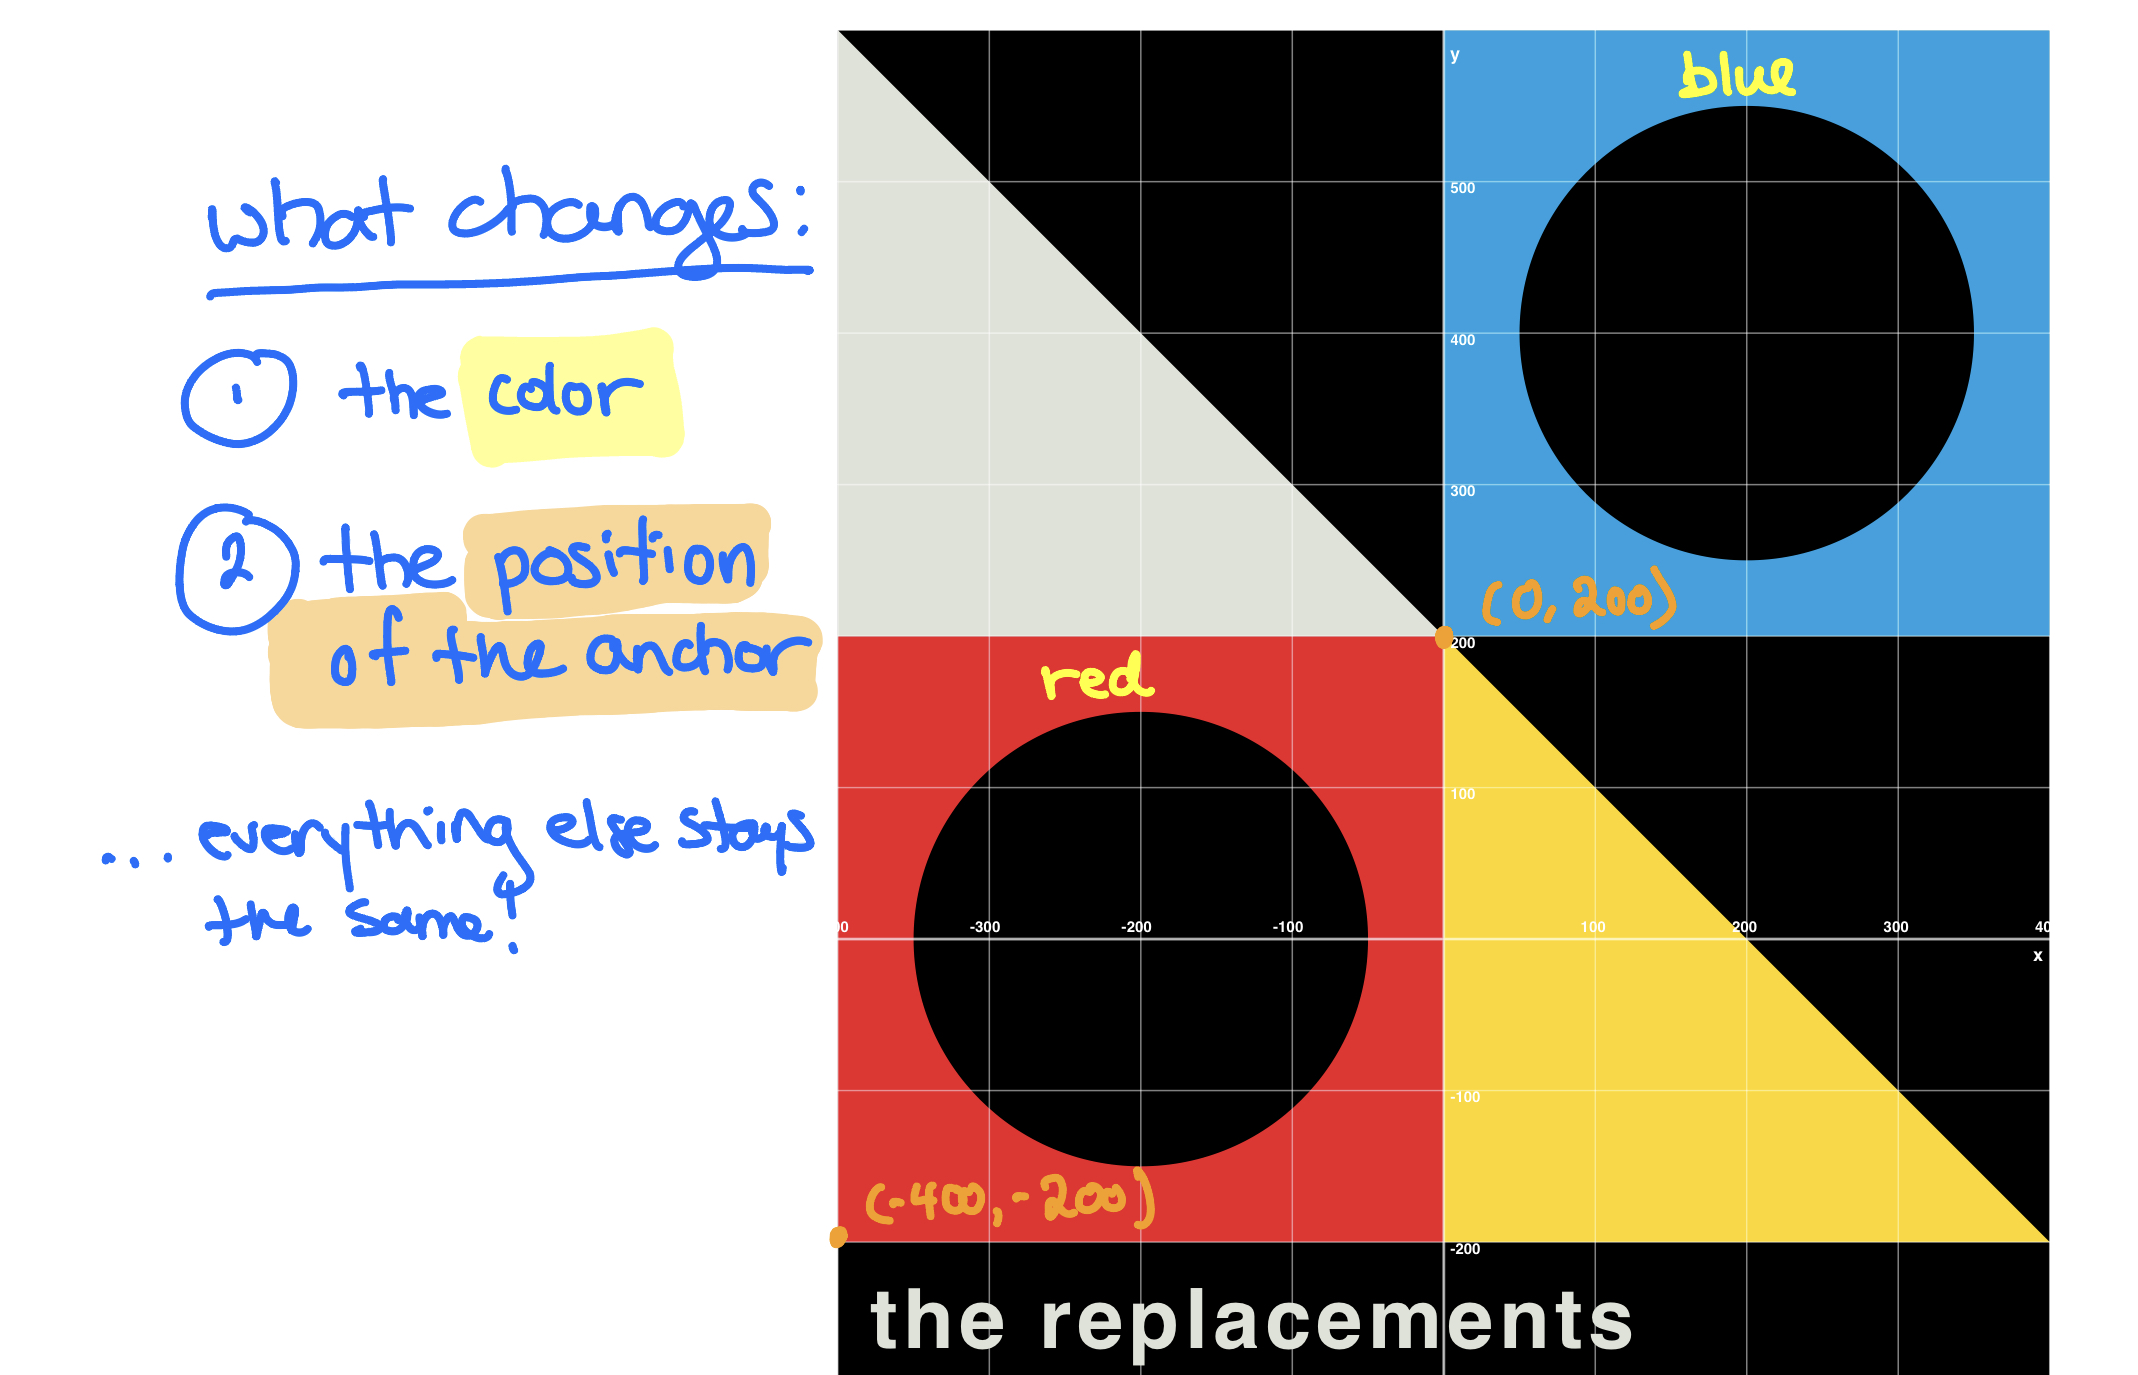 what changes:
1 the color
2 the position
of the anchor
... everything else stays
the same!
y
blue
500
400
300
(0, 200)
200
red
100
00 -300 -200 -100 100 200 300 40
x
-100
(-400, -200)
-200
the replacements